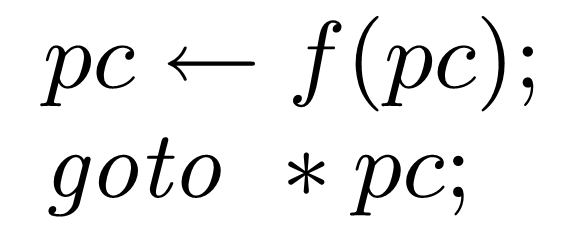 pc ← f(pc);
goto * pc;